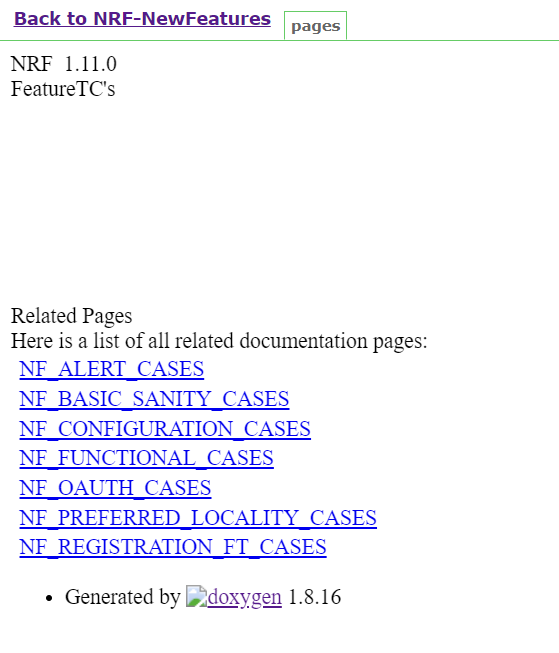 Back to NRF-NewFeatures
pages
NRF 1.11.0
FeatureTC's
Related Pages
Here is a list of all related documentation pages:
NF_ALERT_CASES
NF_BASIC_SANITY_CASES
NF_CONFIGURATION_CASES
NF_FUNCTIONAL_CASES
NF_OAUTH_CASES
NF_PREFERRED_LOCALITY_CASES
NF_REGISTRATION_FT_CASES
• Generated by doxygen 1.8.16